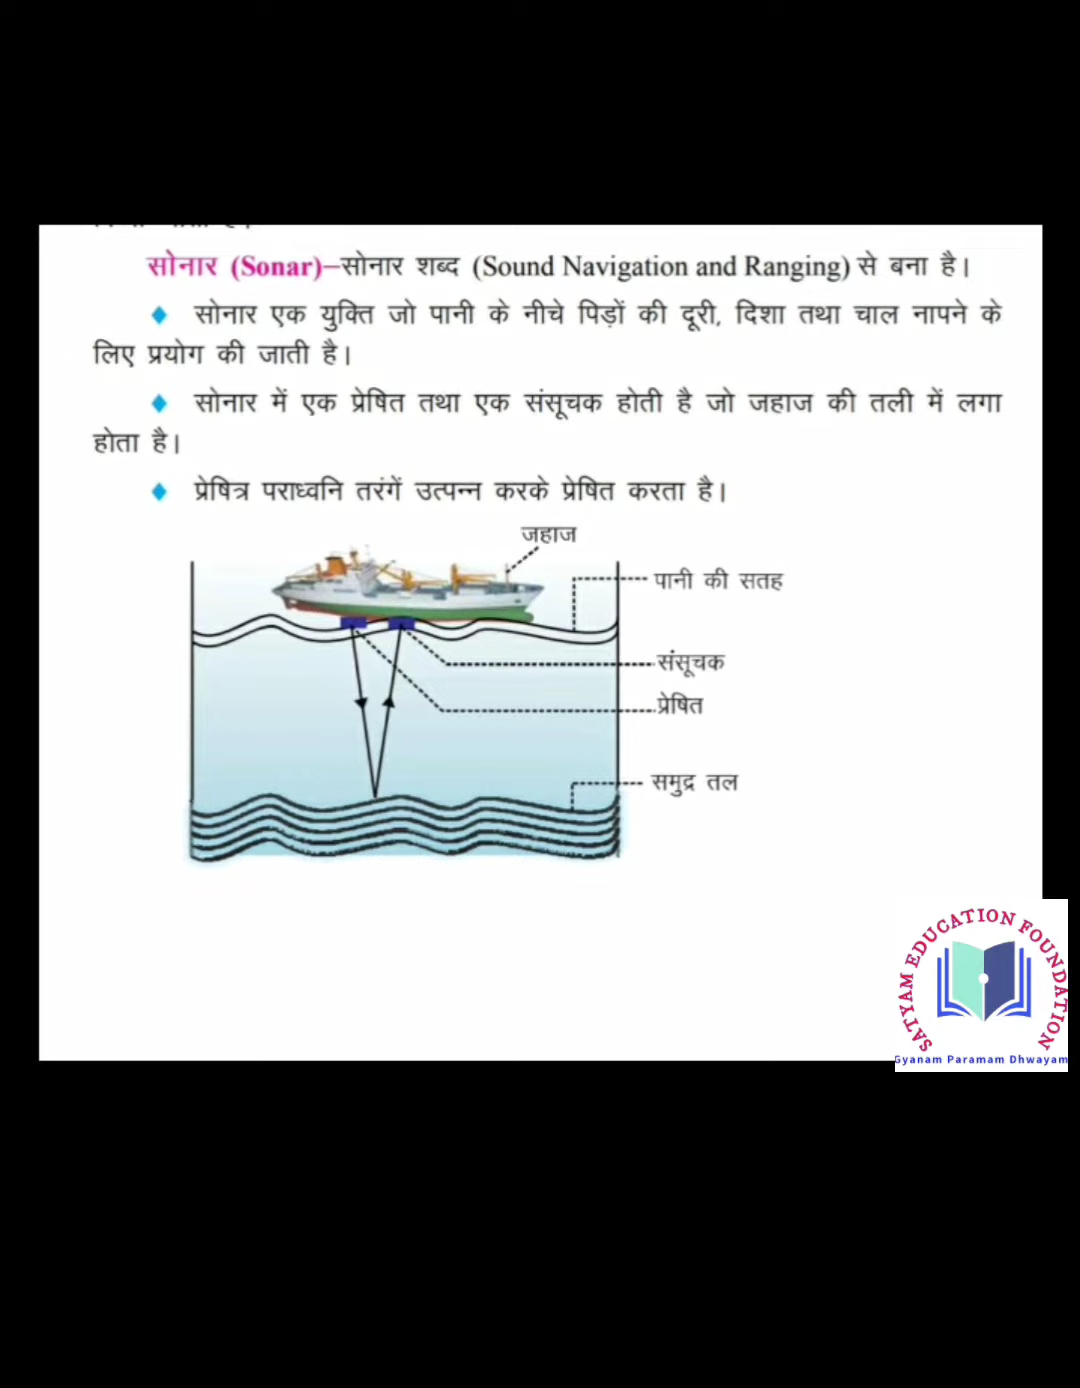 सोनार (Sonar)–सोनार शब्द (Sound Navigation and Ranging) से बना है।
♦ सोनार एक युक्ति जो पानी के नीचे पिड़ों की दूरी, दिशा तथा चाल नापने के
लिए प्रयोग की जाती है।
♦ सोनार में एक प्रेषित तथा एक संसूचक होती है जो जहाज की तली में लगा
होता है।
♦ प्रेषित्र पराध्वनि तरंगें उत्पन्न करके प्रेषित करता है।
जहाज
पानी की सतह
संसूचक
प्रेषित
समुद्र तल
SATYAM EDUCATION FOUNDATION
Gyanam Paramam Dhwayam